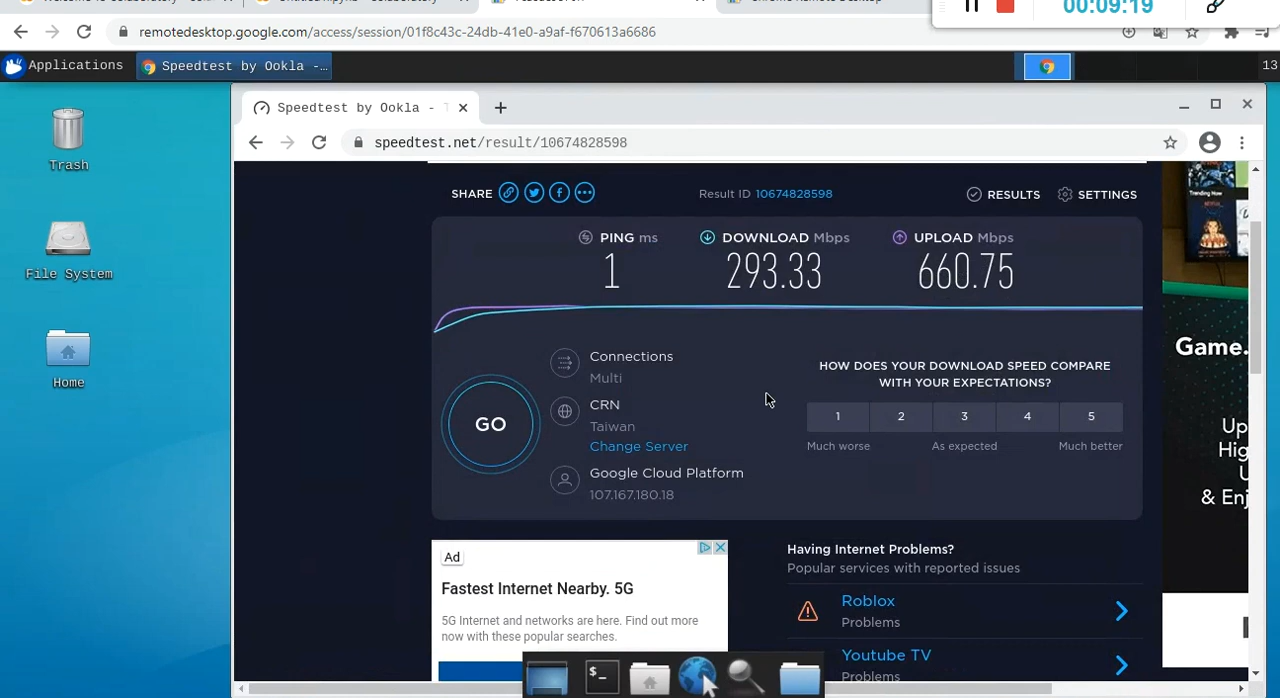 00:09:19
remotedesktop.google.com/access/session/01f8c43c-24db-41e0-a9af-f670613a6686
Applications
Speedtest by Ookla -…
13
Speedtest by Ookla - T
speedtest.net/result/10674828598
Trash
File System
Home
SHARE
Result ID 10674828598
RESULTS
SETTINGS
PING ms
DOWNLOAD Mbps
UPLOAD Mbps
1
293.33
660.75
GO
Connections
Multi
CRN
Taiwan
Change Server
Google Cloud Platform
107.167.180.18
HOW DOES YOUR DOWNLOAD SPEED COMPARE
WITH YOUR EXPECTATIONS?
1 2 3 4 5
Much worse As expected Much better
Game.
Up
Hig
U
& Enj
Ad
Fastest Internet Nearby. 5G
5G Internet and networks are here. Find out more
now with these popular searches.
Having Internet Problems?
Popular services with reported issues
Roblox
Problems
Youtube TV
Problems